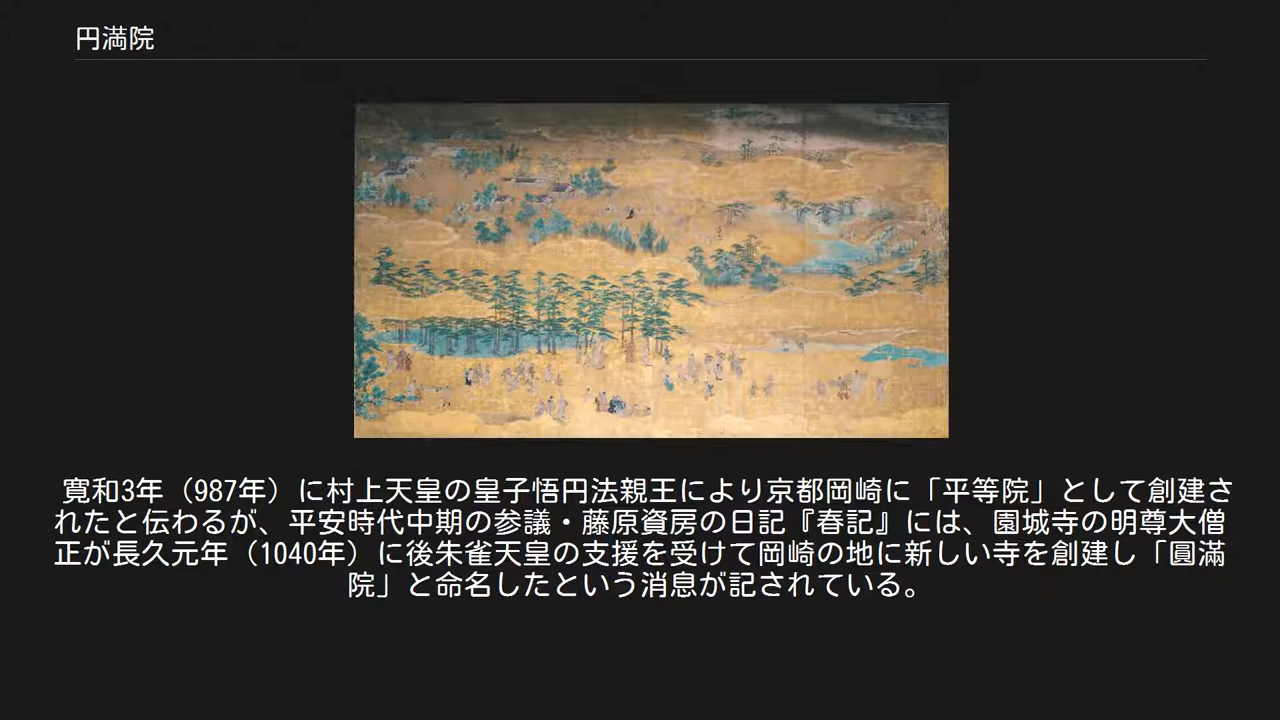 円満院
寛和3年（987年）に村上天皇の皇子悟円法親王により京都岡崎に「平等院」として創建さ
れたと伝わるが、平安時代中期の参議・藤原資房の日記『春記』には、園城寺の明尊大僧
正が長久元年（1040年）に後朱雀天皇の支援を受けて岡崎の地に新しい寺を創建し「圓滿
院」と命名したという消息が記されている。